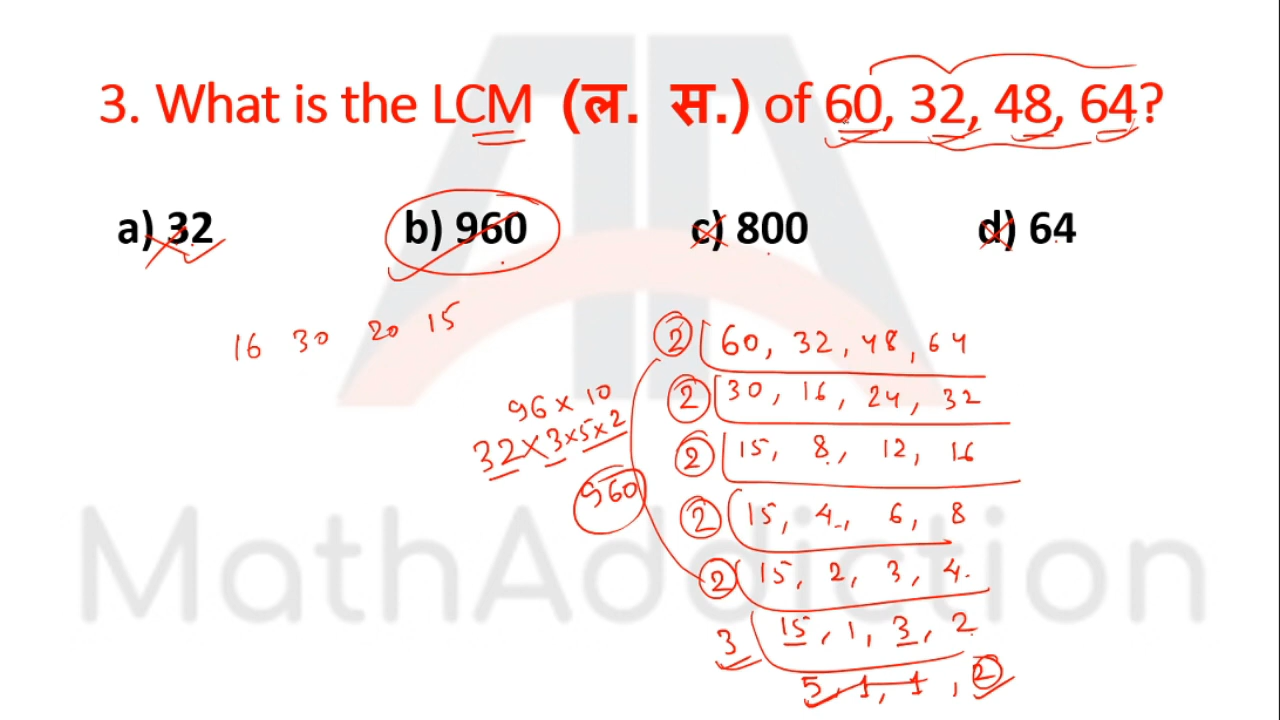 3. What is the LCM (ल. स.) of 60, 32, 48, 64?
a) 32 b) 960 c) 800 d) 64
16 30 20 15
96 × 10
32 × 3 × 5 × 2
960
2 60, 32, 48, 64
2 30, 16, 24, 32
2 15, 8, 12, 16
2 15, 4, 6, 8
2 15, 2, 3, 4
3 15, 1, 3, 2
5, 1, 1, 2
MathAddiction